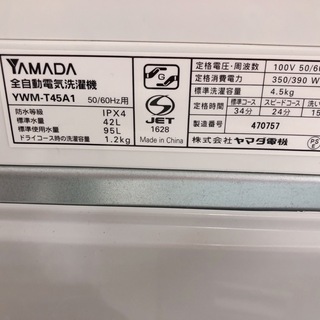 YAMADA
全自動電気洗濯機
YWM-T45A1 50/60Hz用
防水等級 IPX4
標準水量 42L
標準使用水量 95L
ドライコース時の洗濯容量 1.2kg
G
JET
1628
Made in China
定格電圧・周波数 100V 50/60
定格消費電力 350/390 W
標準洗濯容量 4.5kg
定格時間 標準コース スピードコース 洗い
34分 24分 15
製造番号 470757
株式会社ヤマダ電機
PS
E